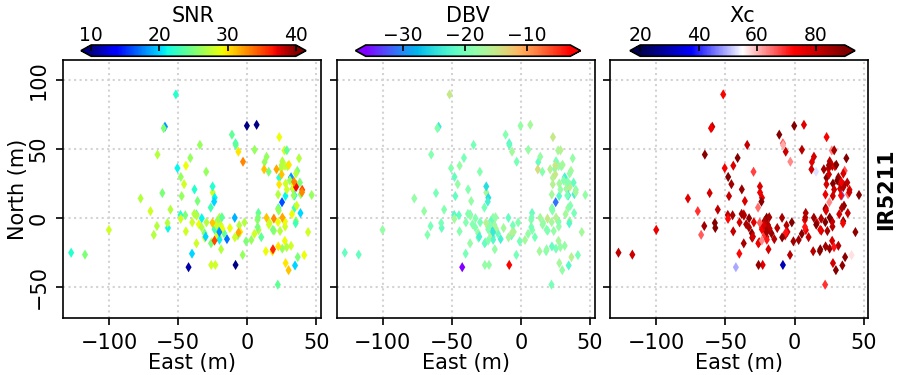 SNR DBV Xc
10 20 30 40 −30 −20 −10 20 40 60 80
100
50
0
−50
North (m)
−100 −50 0 50 −100 −50 0 50 −100 −50 0 50
East (m) East (m) East (m)
IR5211